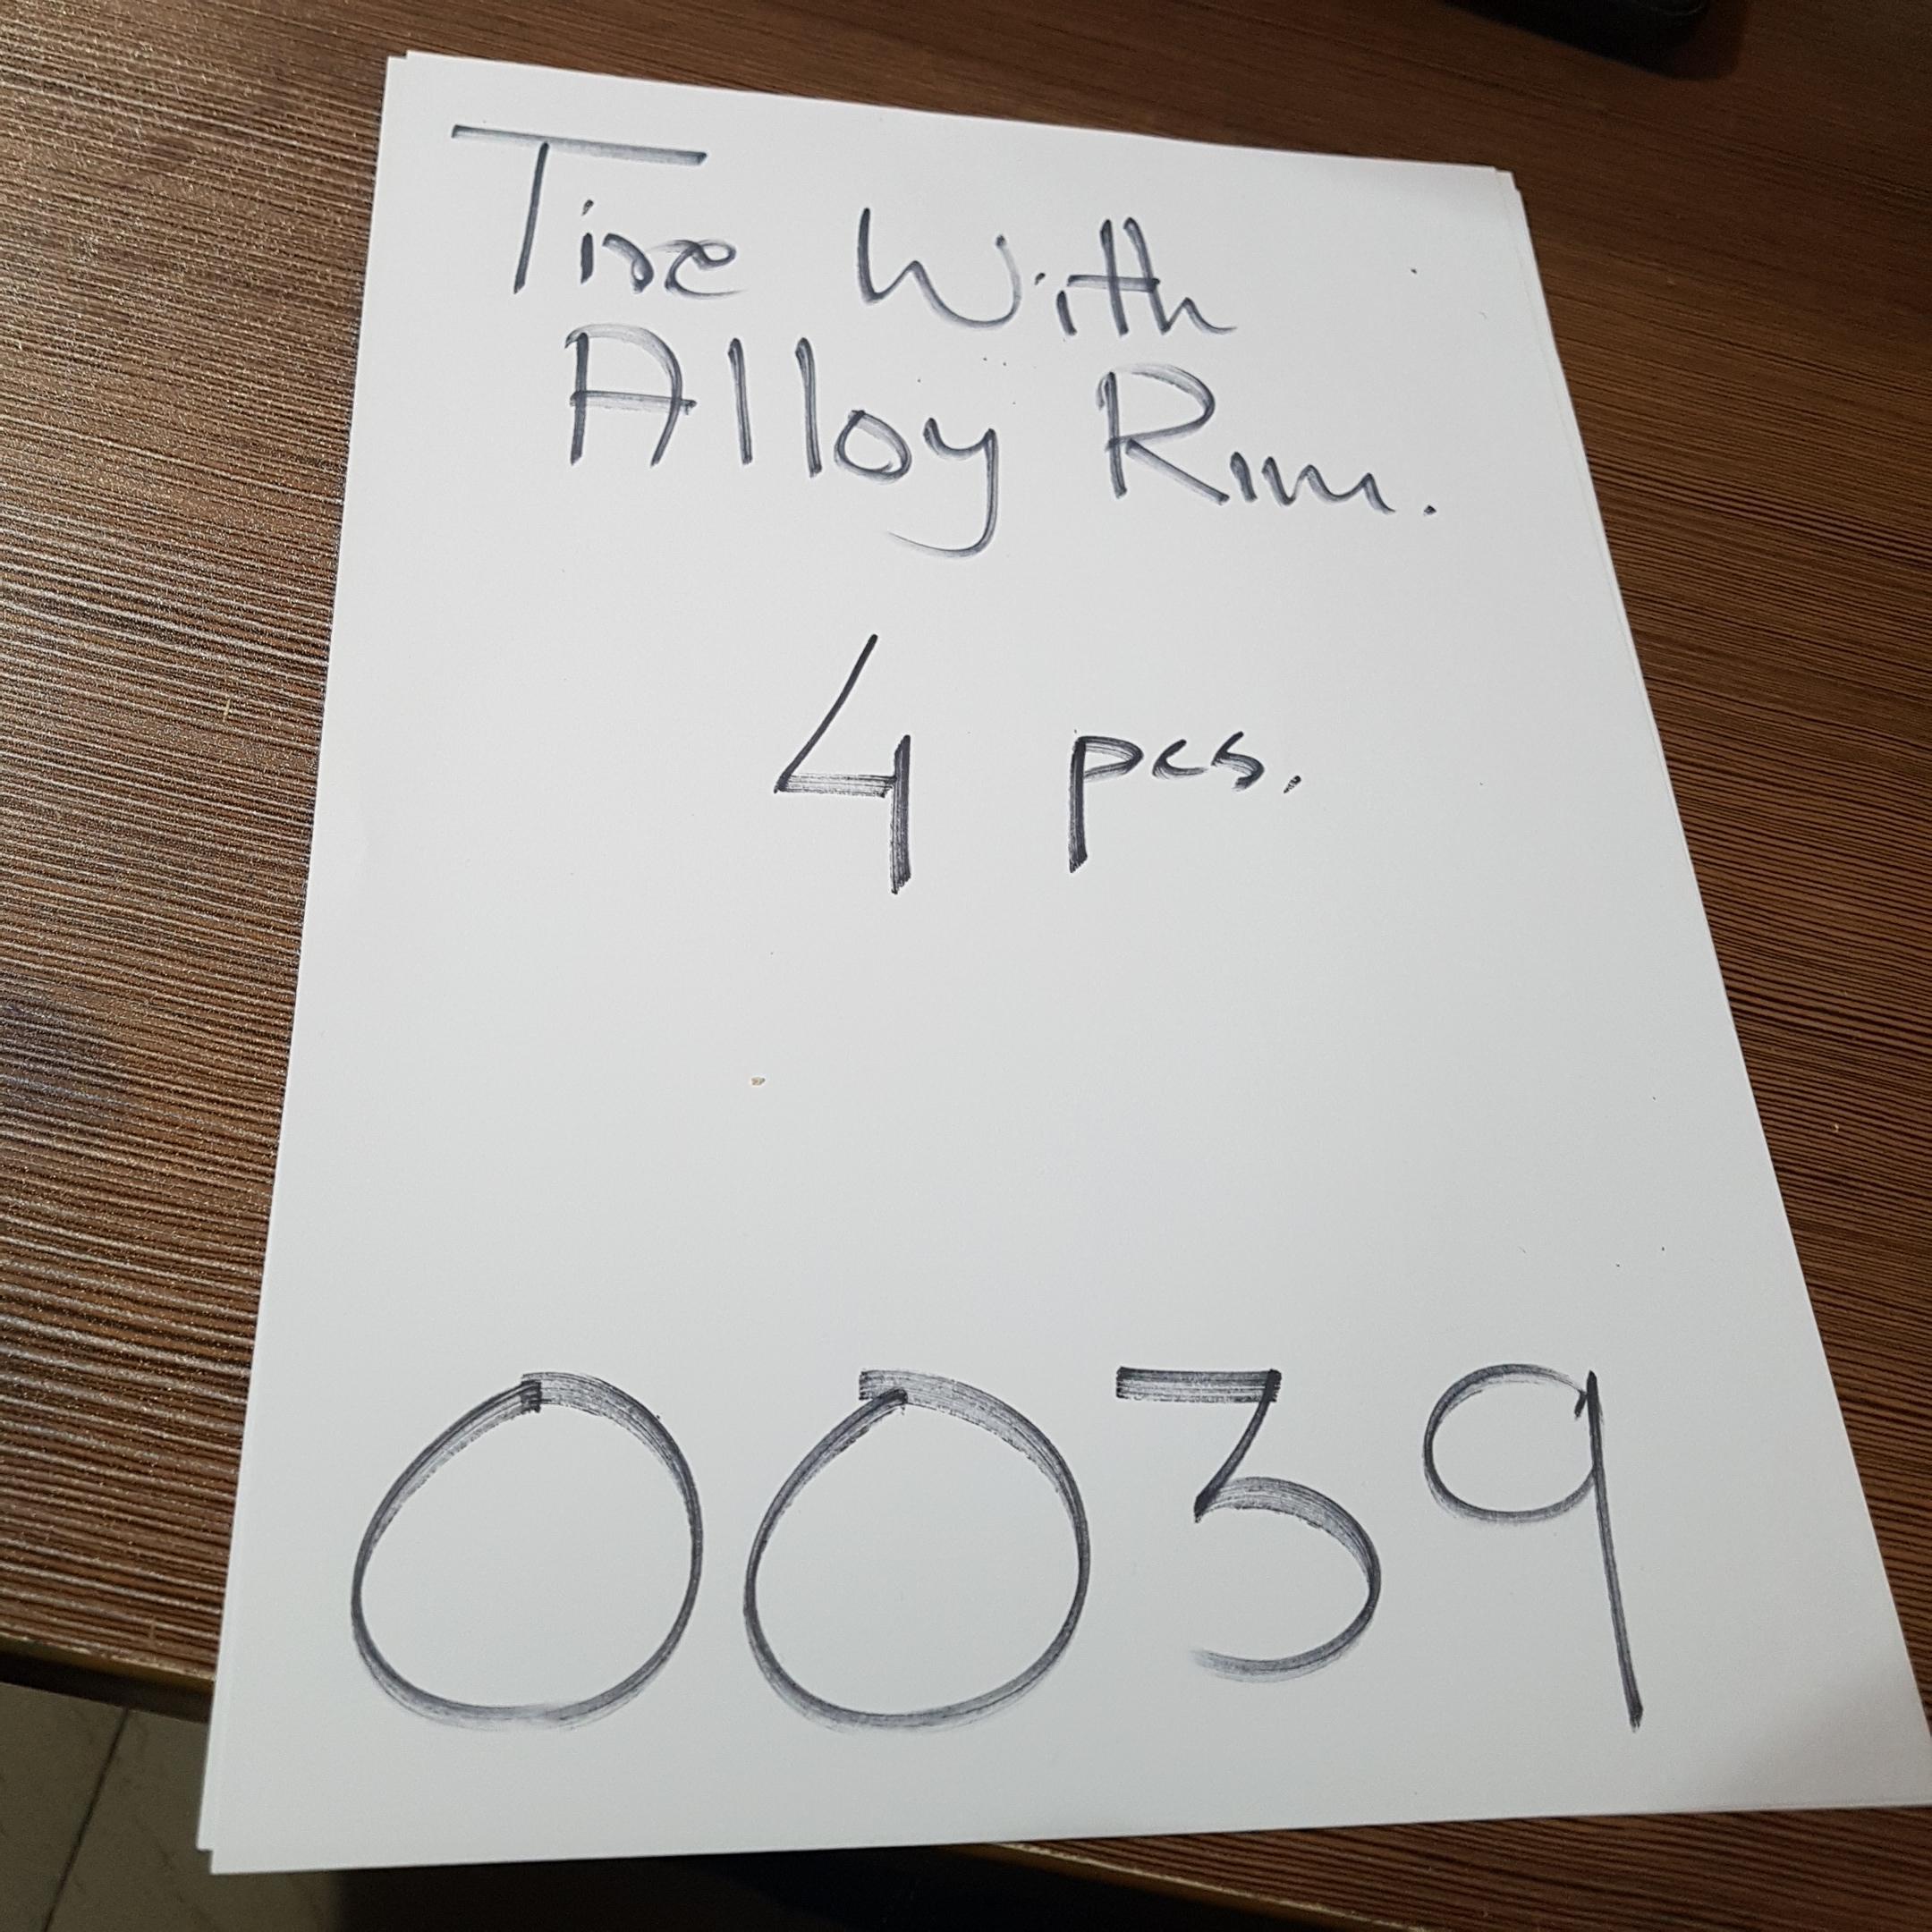 Tire With
Alloy Rim.
4 pcs.
0039